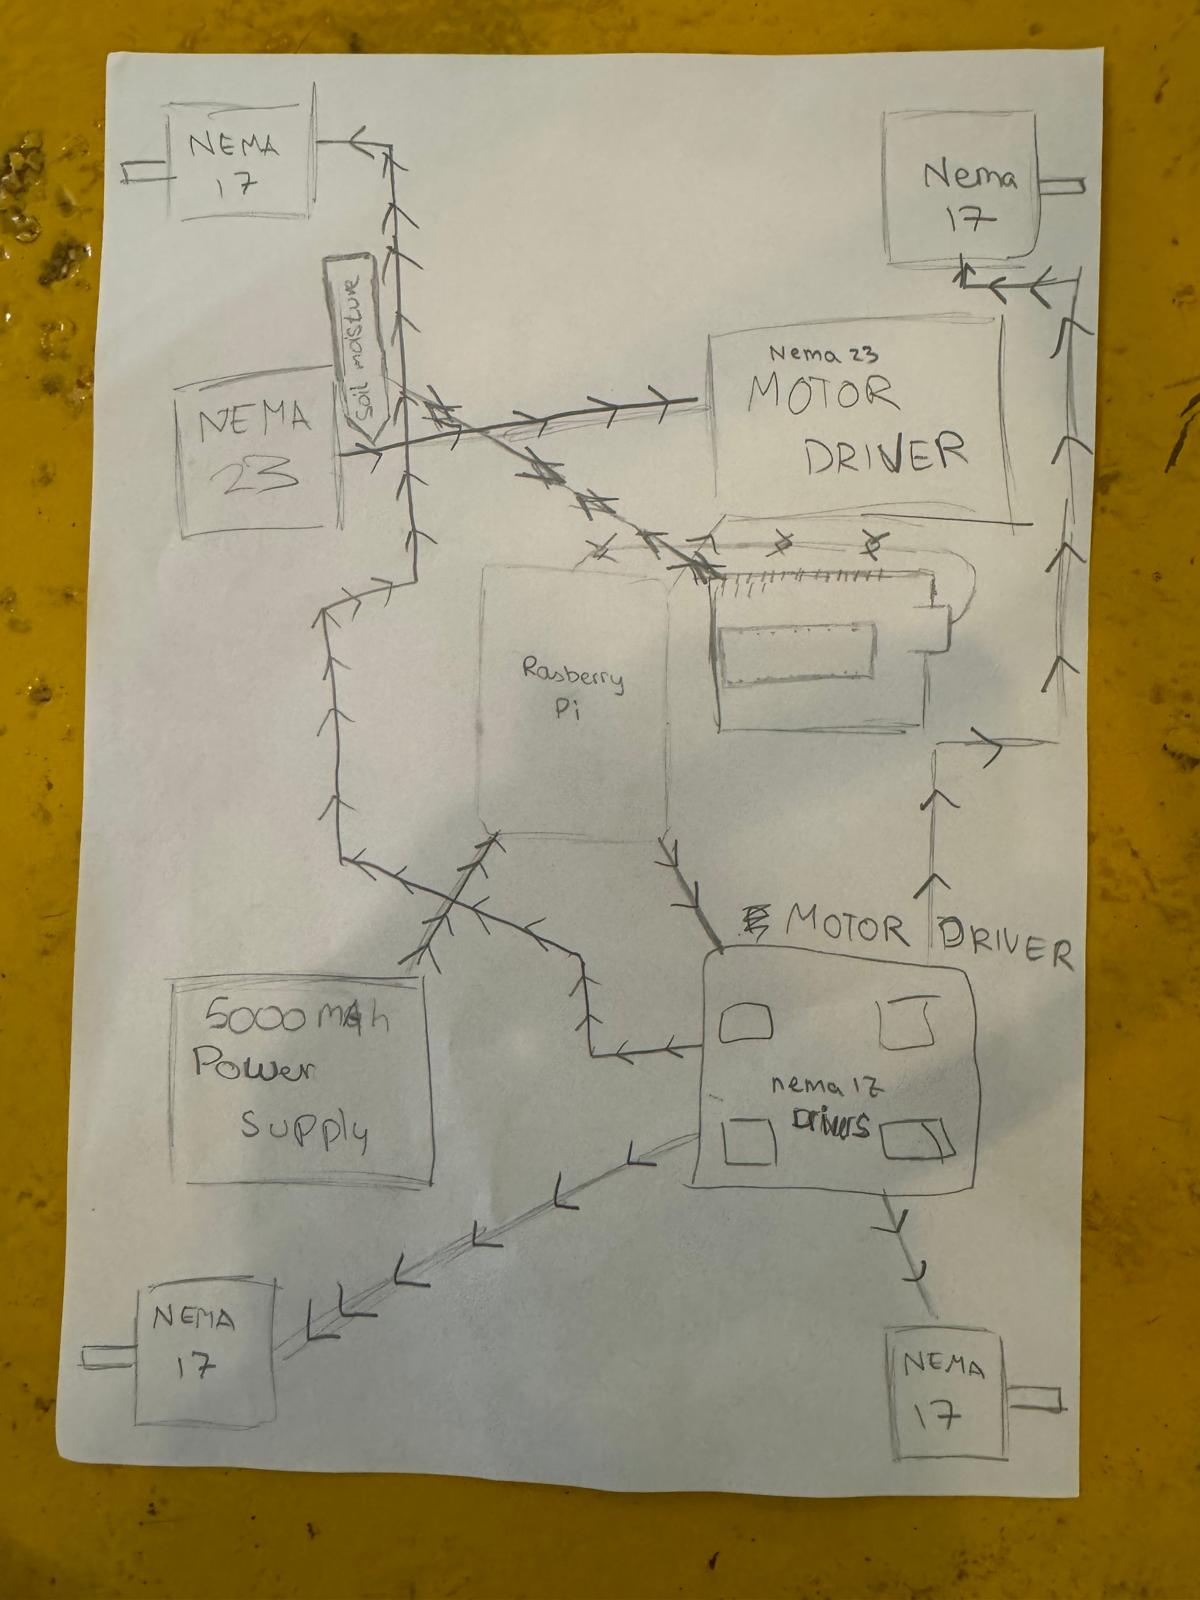 NEMA
17
Nema
17
Soil moisture
Nema 23
MOTOR
DRIVER
NEMA
23
Rasberry
Pi
MOTOR DRIVER
5000 mAh
Power
Supply
nema 17
Drivers
NEMA
17
NEMA
17